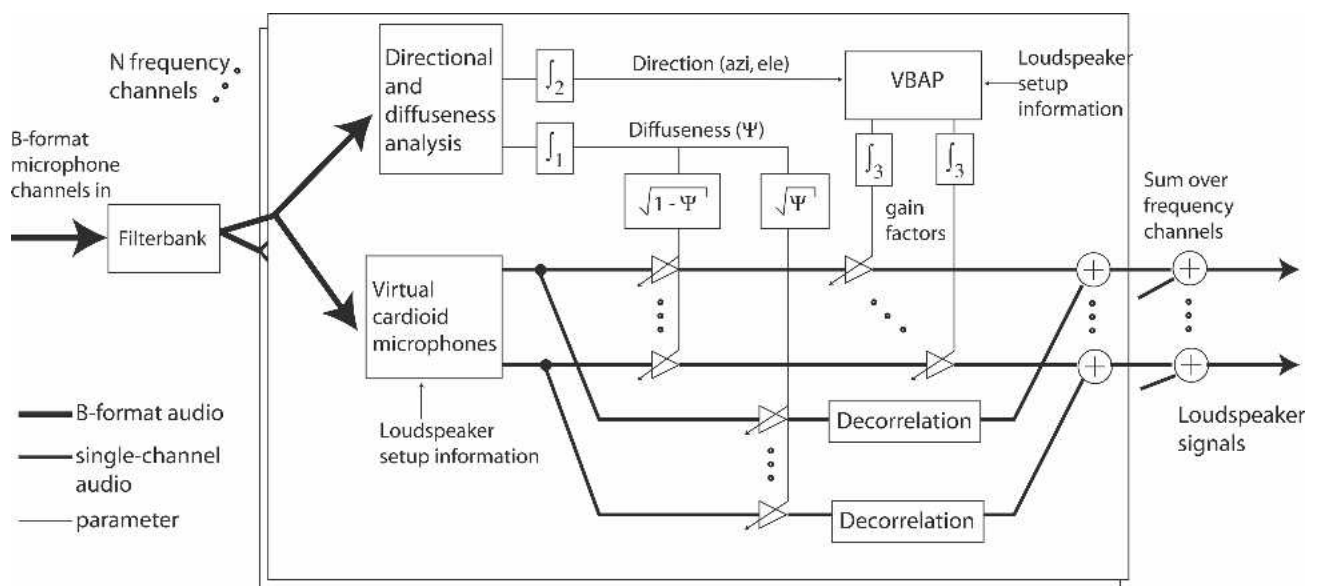 N frequency
channels
B-format
microphone
channels in
Filterbank
Directional
and
diffuseness
analysis
∫2
∫1
Direction (azi, ele)
Diffuseness (Ψ)
VBAP
Loudspeaker
setup
information
∫3
∫3
√1 - Ψ
√Ψ
gain
factors
Sum over
frequency
channels
Virtual
cardioid
microphones
+
+
+
+
Loudspeaker
setup information
Decorrelation
Decorrelation
Loudspeaker
signals
B-format audio
single-channel
audio
parameter